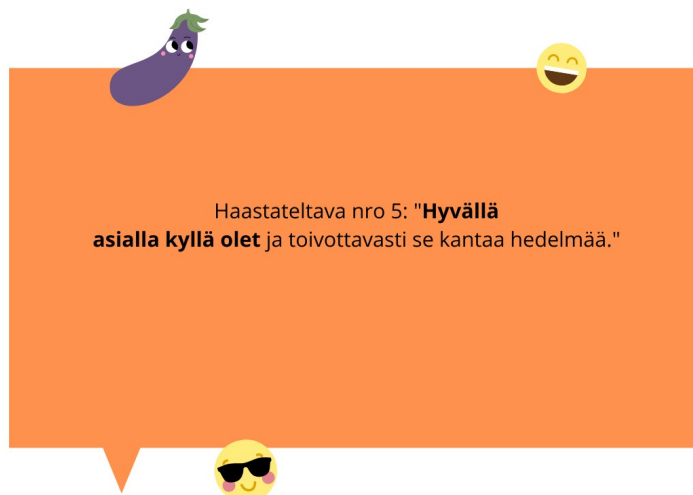 Haastateltava nro 5: "Hyvällä
asialla kyllä olet ja toivottavasti se kantaa hedelmää."